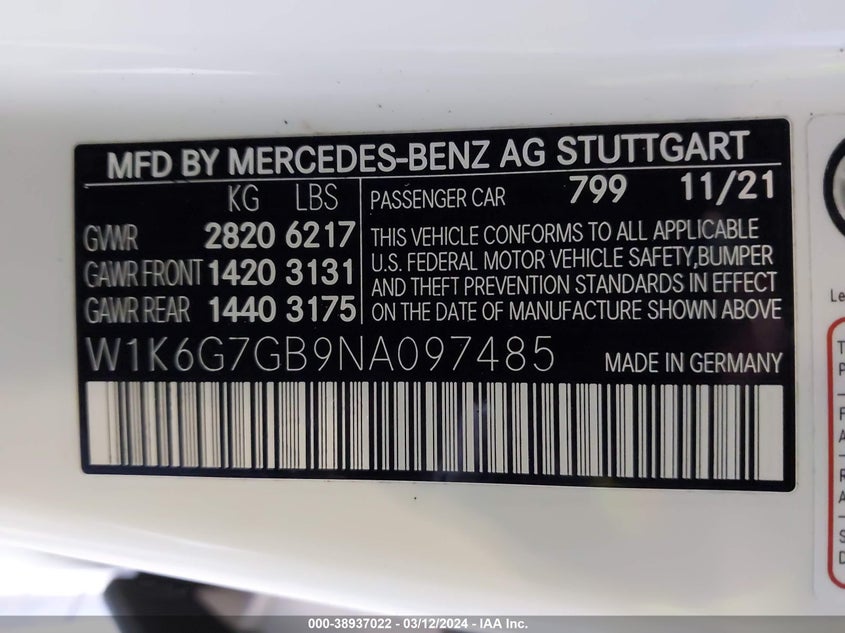 MFD BY MERCEDES-BENZ AG STUTTGART
KG LBS
GVWR 2820 6217
GAWR FRONT 1420 3131
GAWR REAR 1440 3175
PASSENGER CAR 799 11/21
THIS VEHICLE CONFORMS TO ALL APPLICABLE
U.S. FEDERAL MOTOR VEHICLE SAFETY,BUMPER
AND THEFT PREVENTION STANDARDS IN EFFECT
ON THE DATE OF MANUFACTURE SHOWN ABOVE
W1K6G7GB9NA097485 MADE IN GERMANY
000-38937022 - 03/12/2024 - IAA Inc.